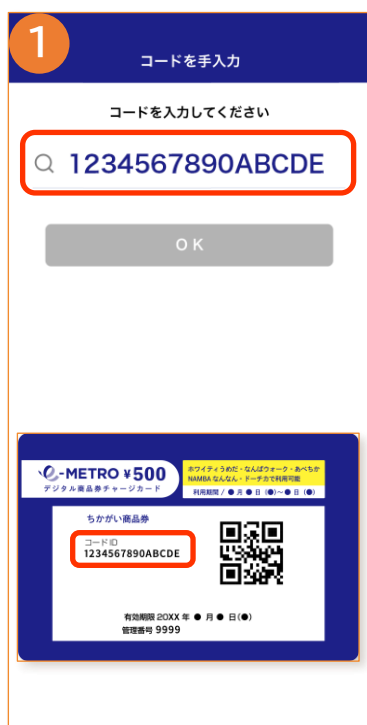 1
コードを手入力
コードを入力してください
1234567890ABCDE
OK
e-METRO ¥500
デジタル商品券チャージカード
ホワイティうめだ・なんばウォーク・あべちか
NAMBAなんなん・ドーチカで利用可能
利用期間 / ● 月 ● 日 (●)～● 日 (●)
ちかがい商品券
コードID
1234567890ABCDE
有効期限 20XX 年 ● 月 ● 日(●)
管理番号 9999